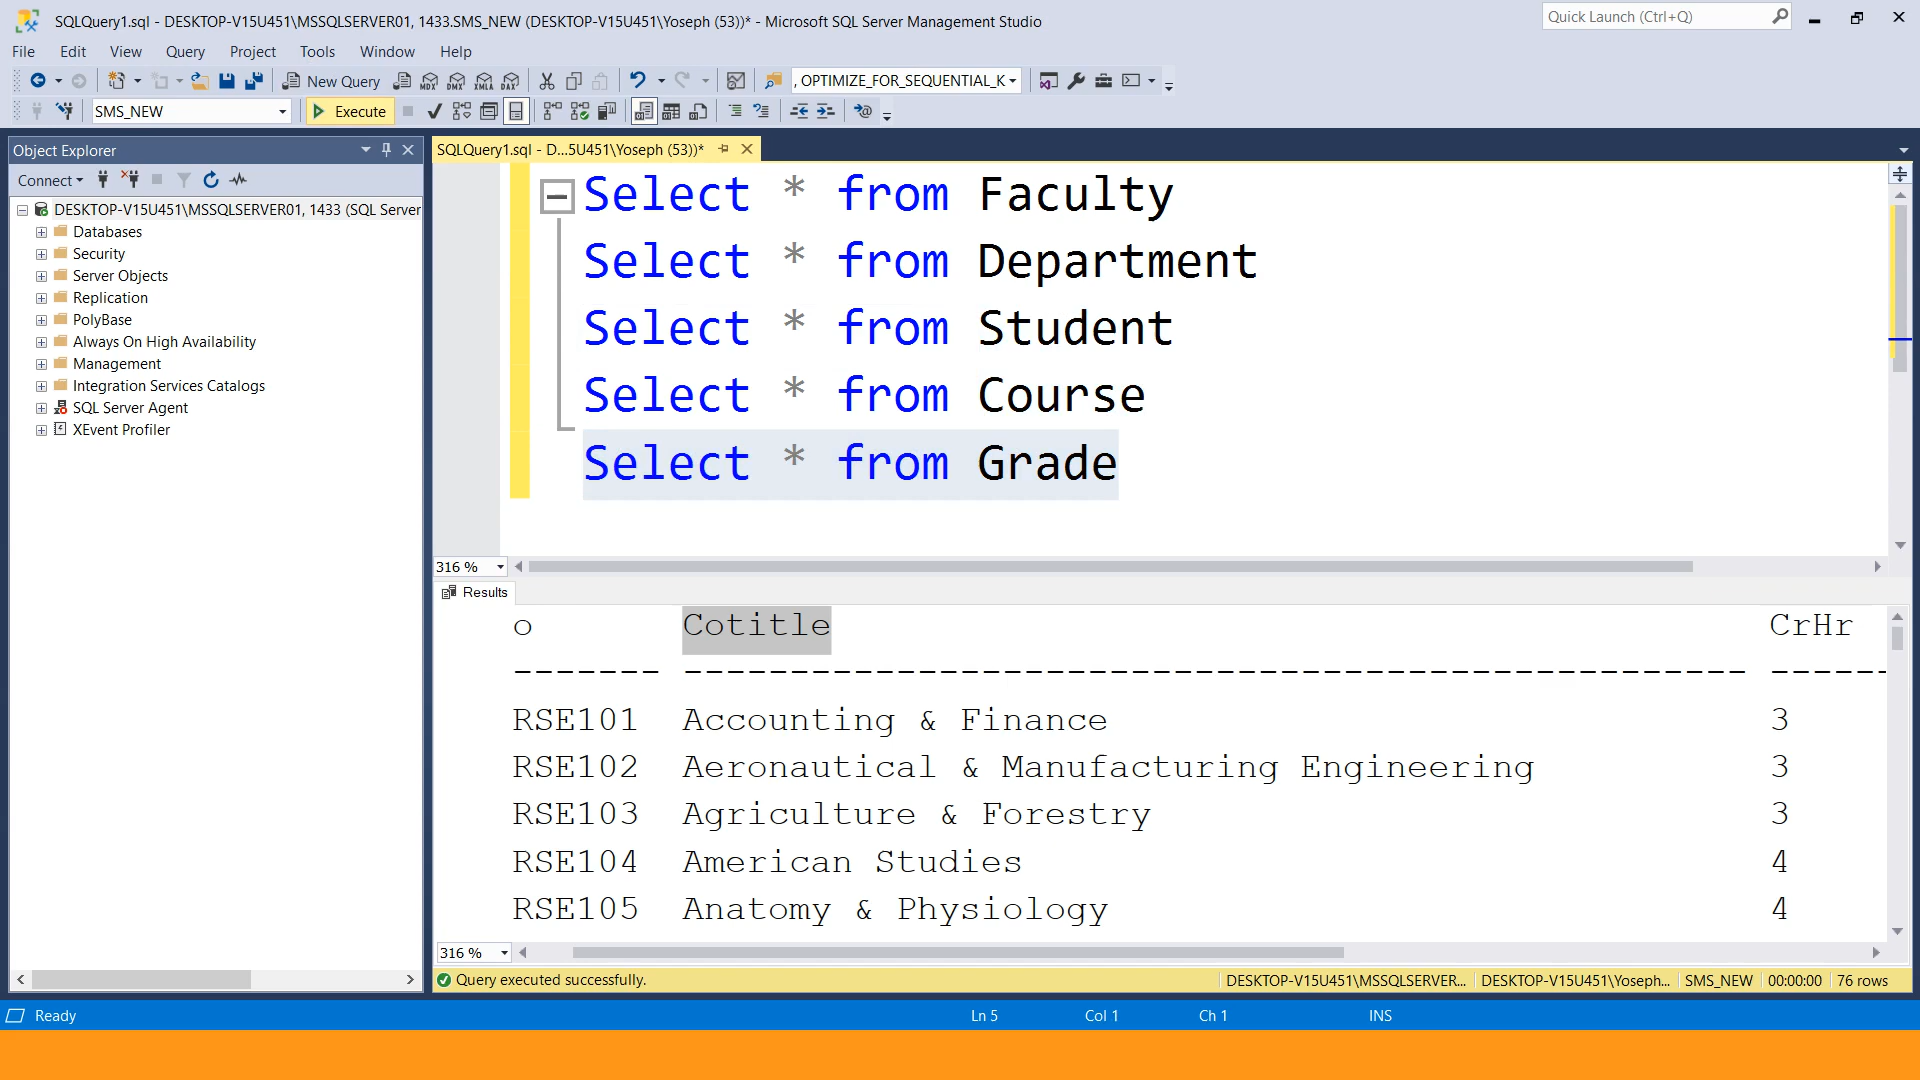 SQLQuery1.sql - DESKTOP-V15U451\MSSQLSERVER01, 1433.SMS_NEW (DESKTOP-V15U451\Yoseph (53))* - Microsoft SQL Server Management Studio
Quick Launch (Ctrl+Q)
File Edit View Query Project Tools Window Help
New Query
MDX DMX XMLA DAX
, OPTIMIZE_FOR_SEQUENTIAL_K
SMS_NEW
Execute
Object Explorer
SQLQuery1.sql - D...5U451\Yoseph (53))*
Connect
DESKTOP-V15U451\MSSQLSERVER01, 1433 (SQL Server
Databases
Security
Server Objects
Replication
PolyBase
Always On High Availability
Management
Integration Services Catalogs
SQL Server Agent
XEvent Profiler
Select * from Faculty
Select * from Department
Select * from Student
Select * from Course
Select * from Grade
316 %
Results
o Cotitle CrHr
------- --------------------------------------------------- ------
RSE101 Accounting & Finance 3
RSE102 Aeronautical & Manufacturing Engineering 3
RSE103 Agriculture & Forestry 3
RSE104 American Studies 4
RSE105 Anatomy & Physiology 4
316 %
Query executed successfully.
DESKTOP-V15U451\MSSQLSERVER... DESKTOP-V15U451\Yoseph... SMS_NEW 00:00:00 76 rows
Ready Ln 5 Col 1 Ch 1 INS